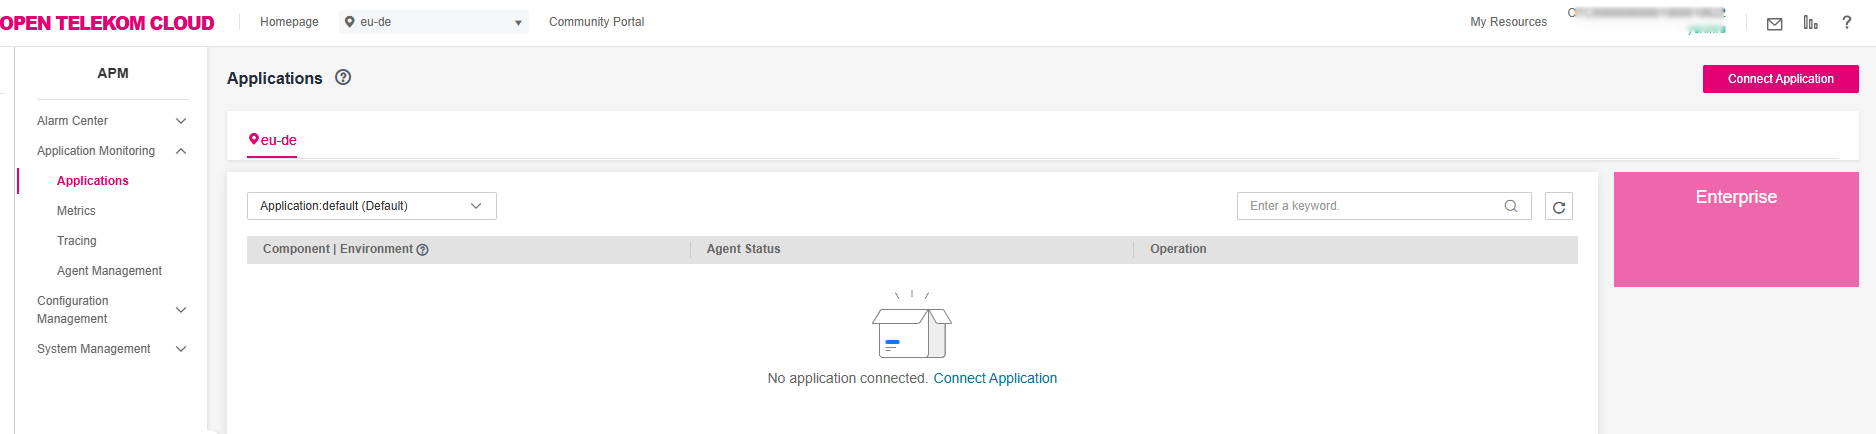 OPEN TELEKOM CLOUD
Homepage
eu-de
Community Portal
My Resources
APM
Alarm Center
Application Monitoring
Applications
Metrics
Tracing
Agent Management
Configuration
Management
System Management
Applications
Connect Application
eu-de
Application:default (Default)
Enter a keyword.
Component | Environment
Agent Status
Operation
No application connected. Connect Application
Enterprise